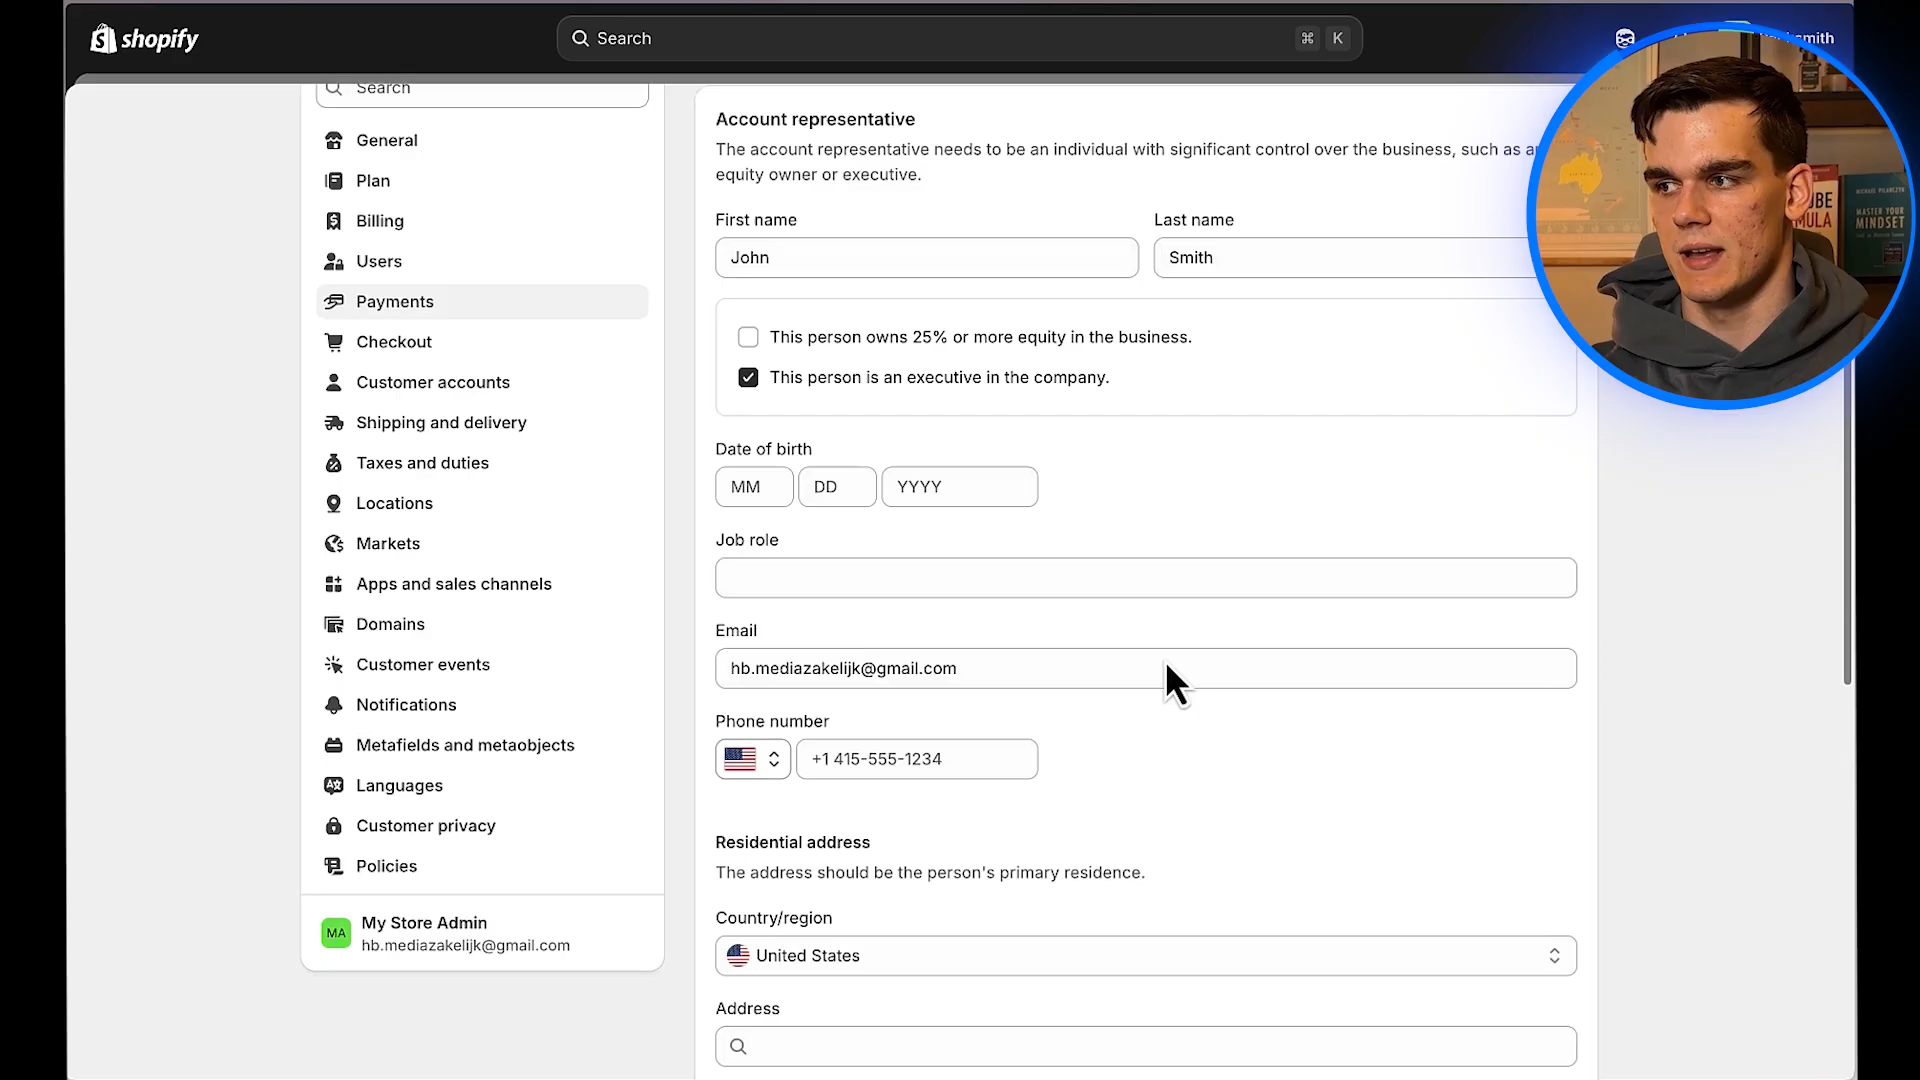 shopify
Search
⌘ K
smith
Search
General
Plan
Billing
Users
Payments
Checkout
Customer accounts
Shipping and delivery
Taxes and duties
Locations
Markets
Apps and sales channels
Domains
Customer events
Notifications
Metafields and metaobjects
Languages
Customer privacy
Policies
MA
My Store Admin
hb.mediazakelijk@gmail.com
Account representative
The account representative needs to be an individual with significant control over the business, such as an
equity owner or executive.
First name
Last name
John
Smith
This person owns 25% or more equity in the business.
This person is an executive in the company.
Date of birth
MM
DD
YYYY
Job role
Email
hb.mediazakelijk@gmail.com
Phone number
+1 415-555-1234
Residential address
The address should be the person's primary residence.
Country/region
United States
Address
MASTER YOUR
MINDSET